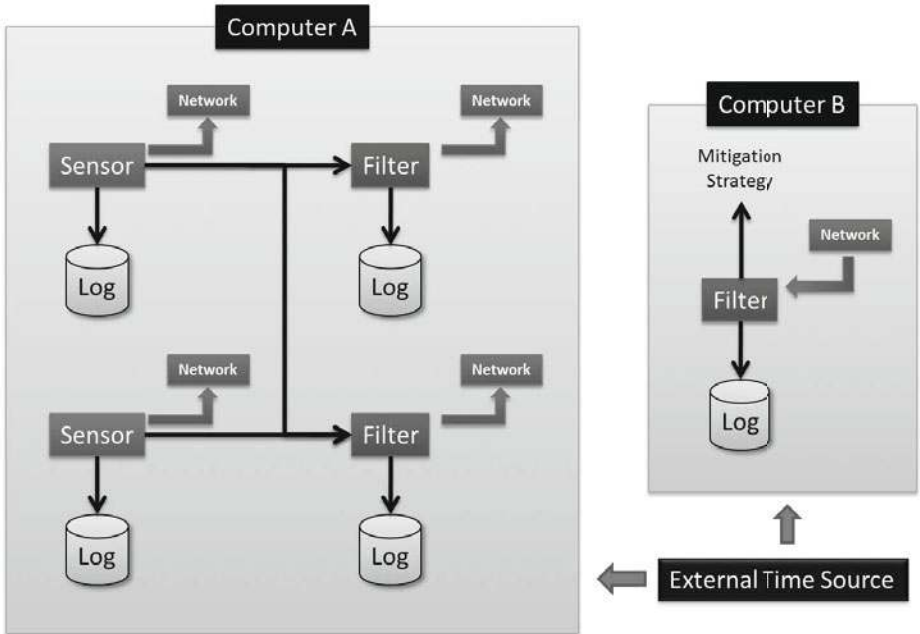 Computer A
Network
Network
Sensor
Filter
Log
Log
Network
Network
Sensor
Filter
Log
Log
Computer B
Mitigation
Strategy
Network
Filter
Log
External Time Source